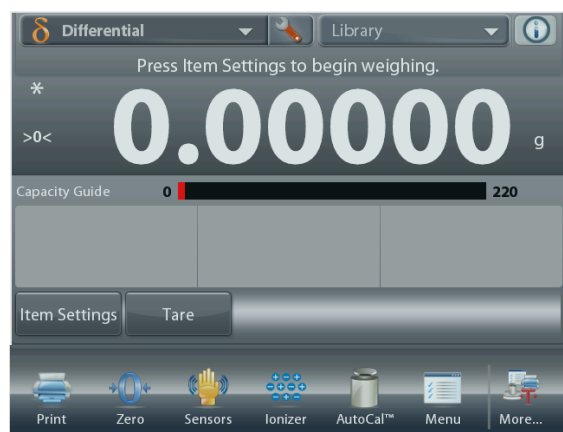 δ Differential Library
Press Item Settings to begin weighing.
*
>0< 0.00000 g
Capacity Guide 0 220
Item Settings Tare
Print Zero Sensors Ionizer AutoCal™ Menu More...